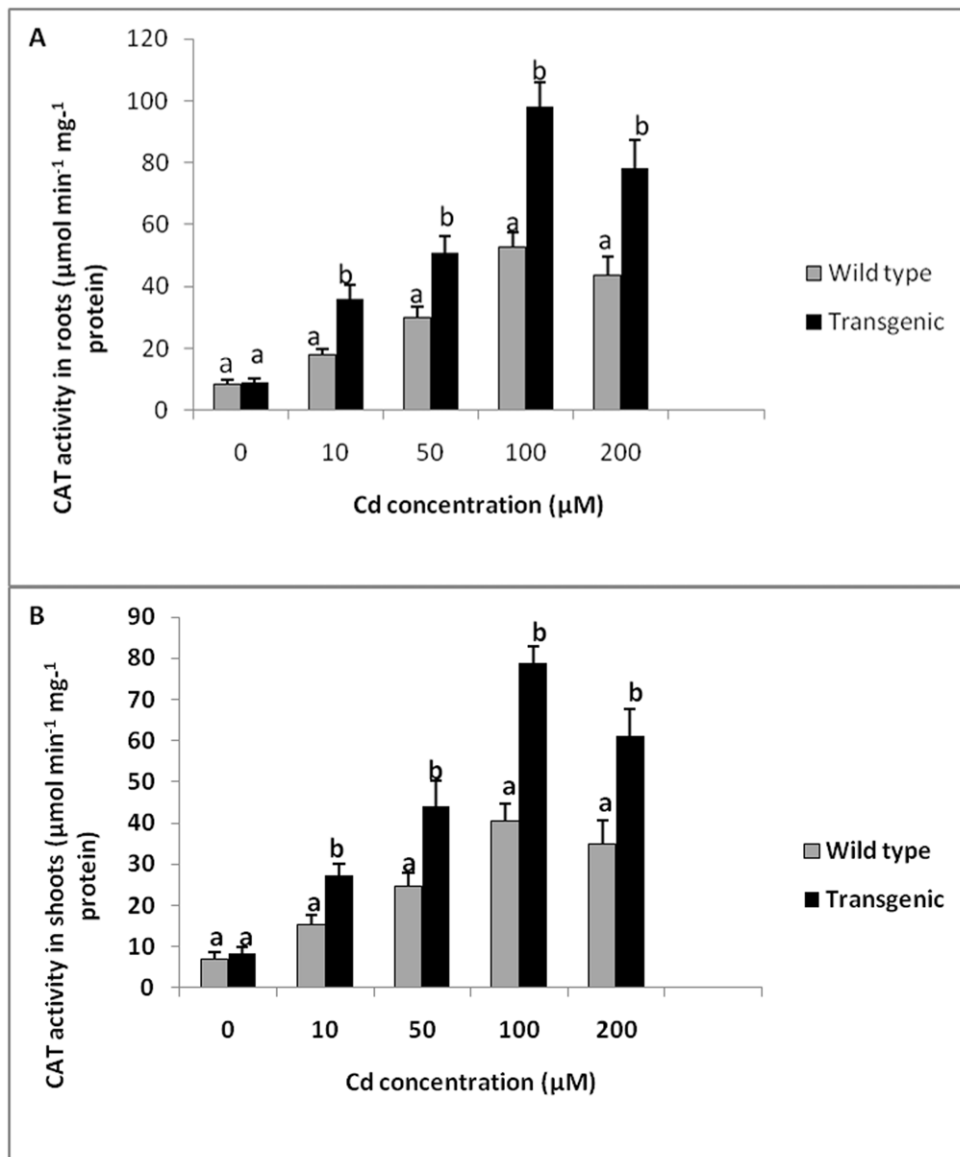 A
CAT activity in roots (µmol min-1 mg-1
protein)
120
100
80
60
40
20
0
a
a
a
b
a
b
a
b
a
b
0 10 50 100 200
Cd concentration (µM)
Wild type
Transgenic
B
CAT activity in shoots (µmol min-1 mg-1
protein)
90
80
70
60
50
40
30
20
10
0
a
a
a
b
a
b
a
b
a
b
0 10 50 100 200
Cd concentration (µM)
Wild type
Transgenic